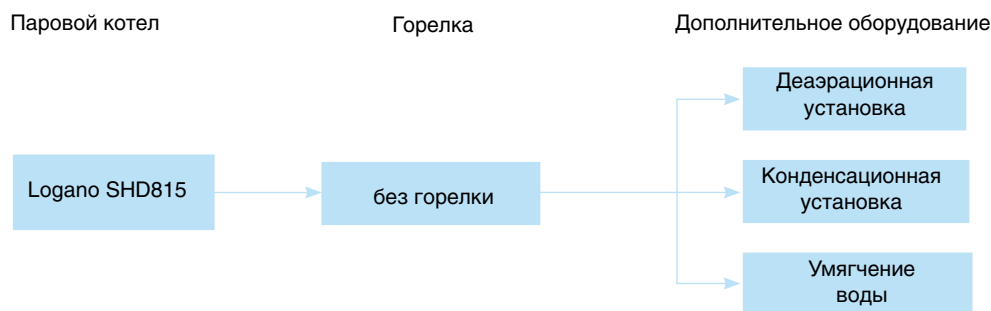 Паровой котел
Горелка
Дополнительное оборудование
Деаэрационная
установка
Logano SHD815
без горелки
Конденсационная
установка
Умягчение
воды